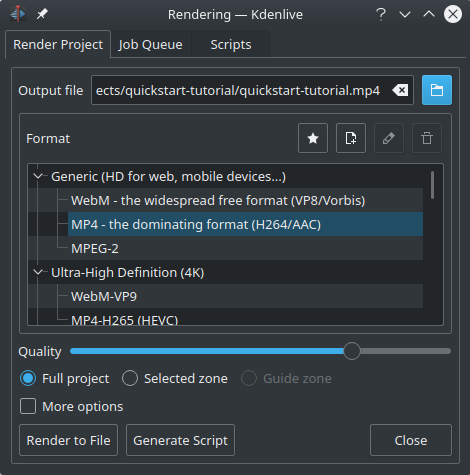 Rendering — Kdenlive
Render Project Job Queue Scripts
Output file ects/quickstart-tutorial/quickstart-tutorial.mp4
Format
Generic (HD for web, mobile devices...)
WebM - the widespread free format (VP8/Vorbis)
MP4 - the dominating format (H264/AAC)
MPEG-2
Ultra-High Definition (4K)
WebM-VP9
MP4-H265 (HEVC)
Quality
Full project Selected zone Guide zone
More options
Render to File Generate Script Close